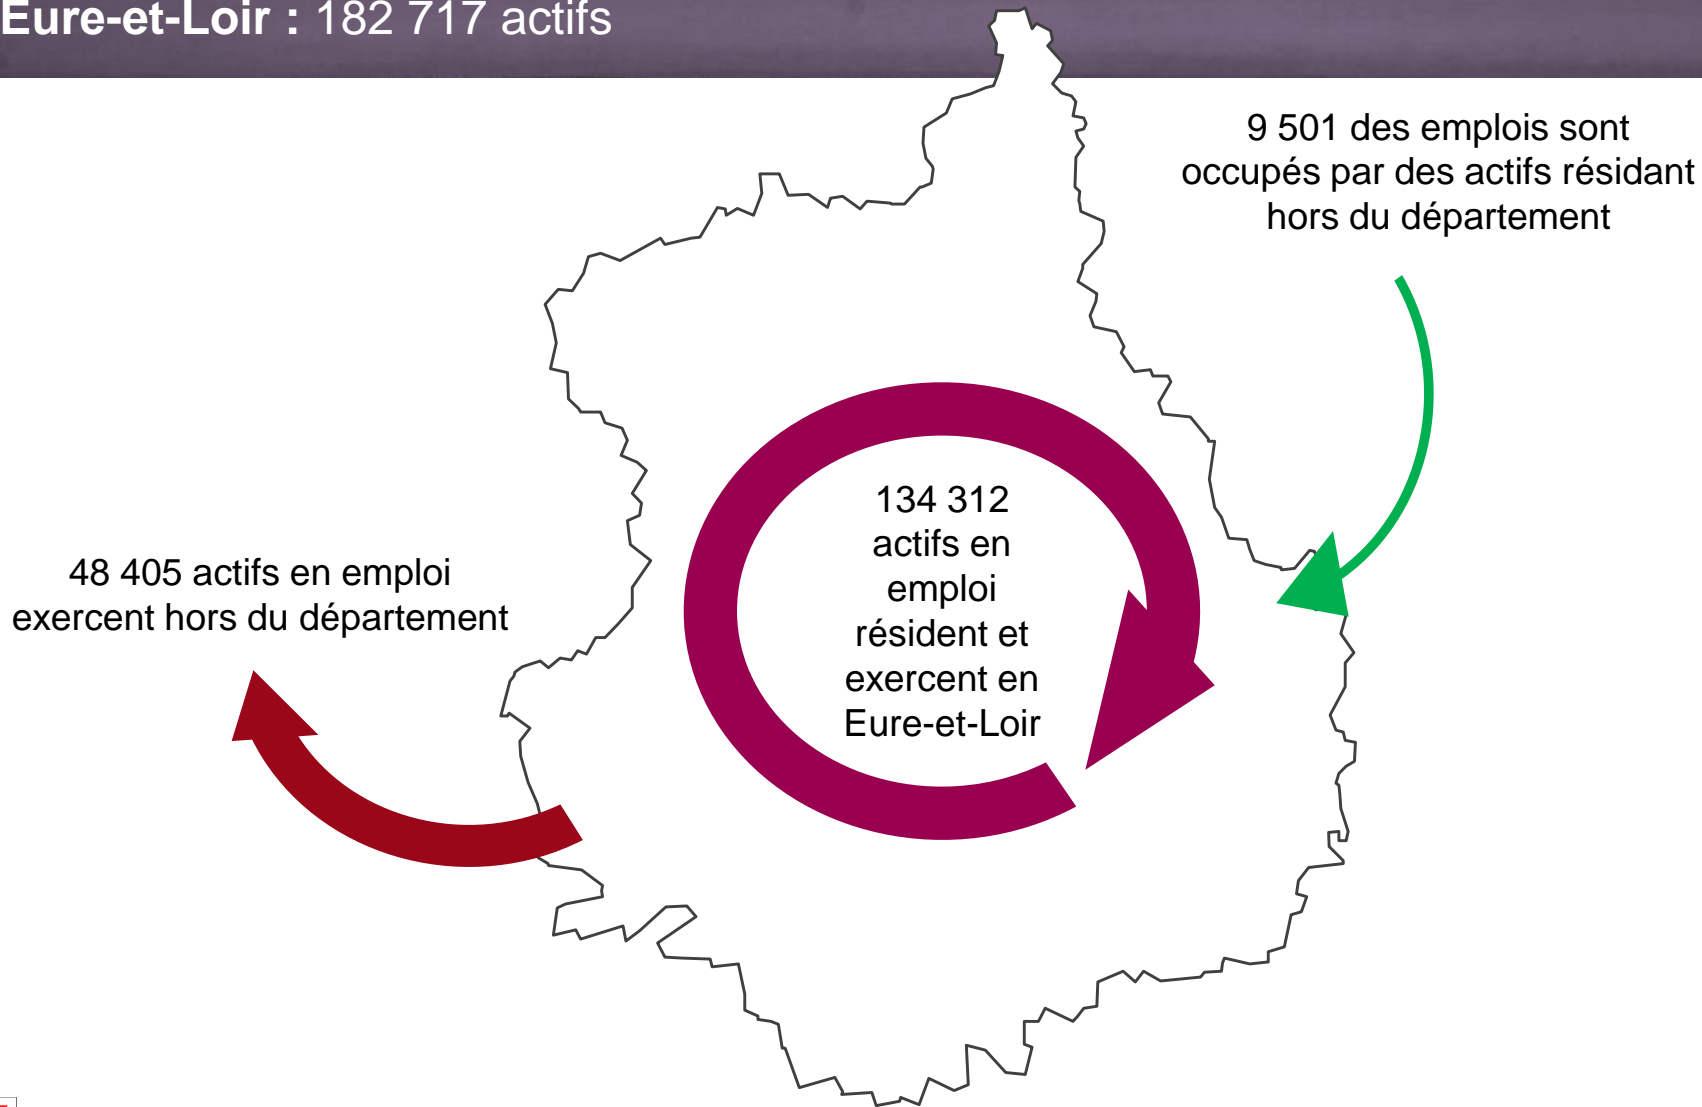 Eure-et-Loir : 182 717 actifs
9 501 des emplois sont
occupés par des actifs résidant
hors du département
134 312
actifs en
emploi
résident et
exercent en
Eure-et-Loir
48 405 actifs en emploi
exercent hors du département